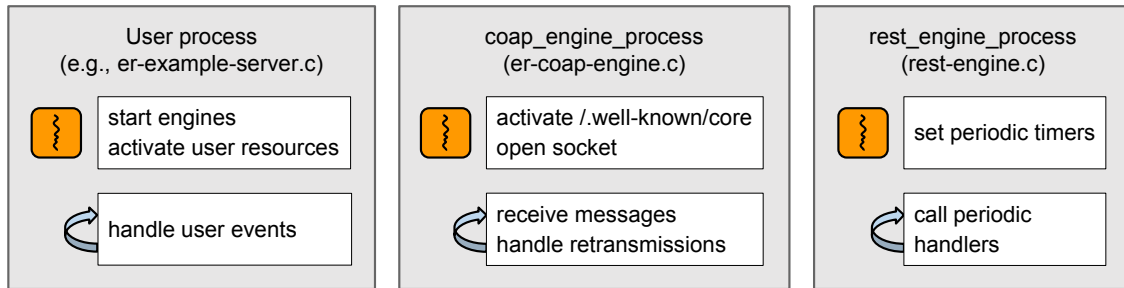 User process
(e.g., er-example-server.c)
start engines
activate user resources
handle user events
coap_engine_process
(er-coap-engine.c)
activate /.well-known/core
open socket
receive messages
handle retransmissions
rest_engine_process
(rest-engine.c)
set periodic timers
call periodic
handlers